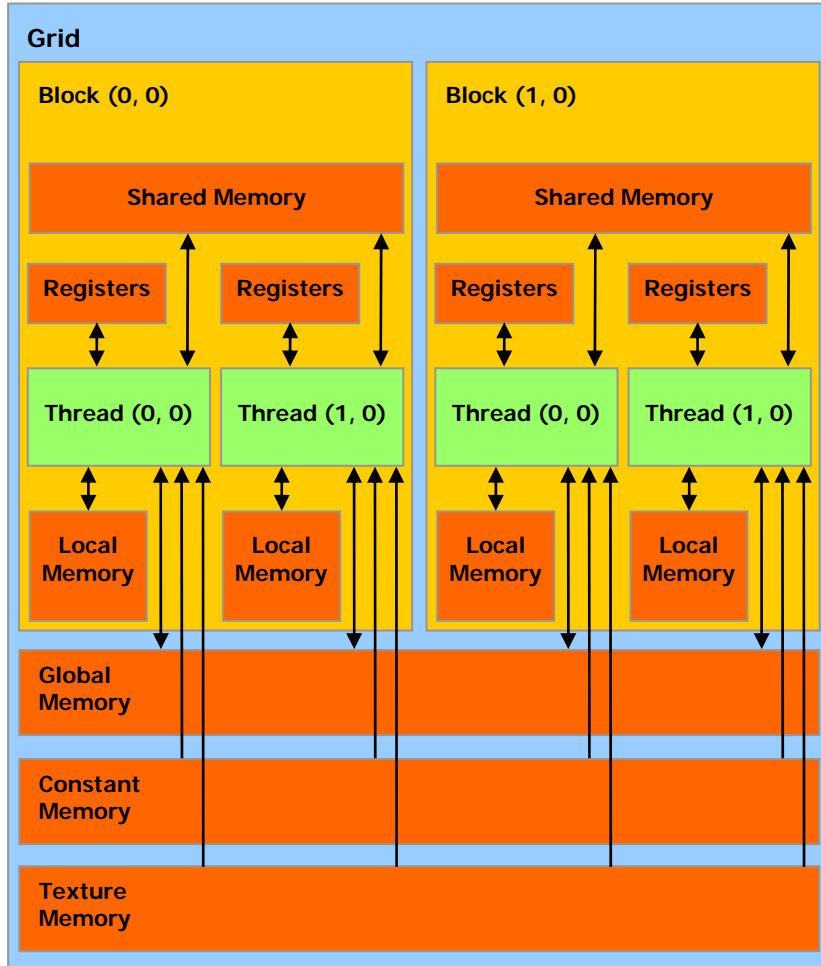 Grid
Block (0, 0)
Shared Memory
Registers
Registers
Thread (0, 0)
Thread (1, 0)
Local
Memory
Local
Memory
Block (1, 0)
Shared Memory
Registers
Registers
Thread (0, 0)
Thread (1, 0)
Local
Memory
Local
Memory
Global
Memory
Constant
Memory
Texture
Memory